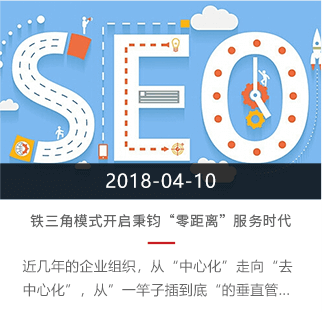 SEO
2018-04-10
铁三角模式开启秉钧“零距离”服务时代
近几年的企业组织，从“中心化”走向“去
中心化”，从”一竿子插到底“的垂直管...